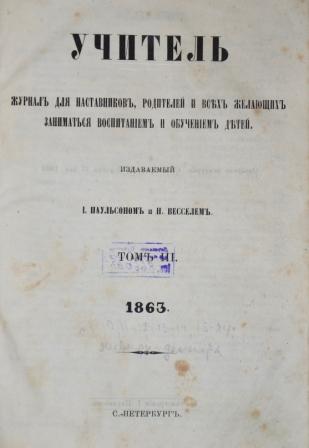 УЧИТЕЛЬ
ЖУРНАЛЪ ДЛЯ НАСТАВНИКОВЪ, РОДИТЕЛЕЙ И ВСѢХЪ ЖЕЛАЮЩИХЪ
ЗАНИМАТЬСЯ ВОСПИТАНІЕМЪ И ОБУЧЕНІЕМЪ ДѢТЕЙ.
ИЗДАВАЕМЫЙ
І. ПАУЛЬСОНОМЪ и Н. ВЕССЕЛЕМЪ.
ТОМЪ III.
1863.
С.-ПЕТЕРБУРГЪ.